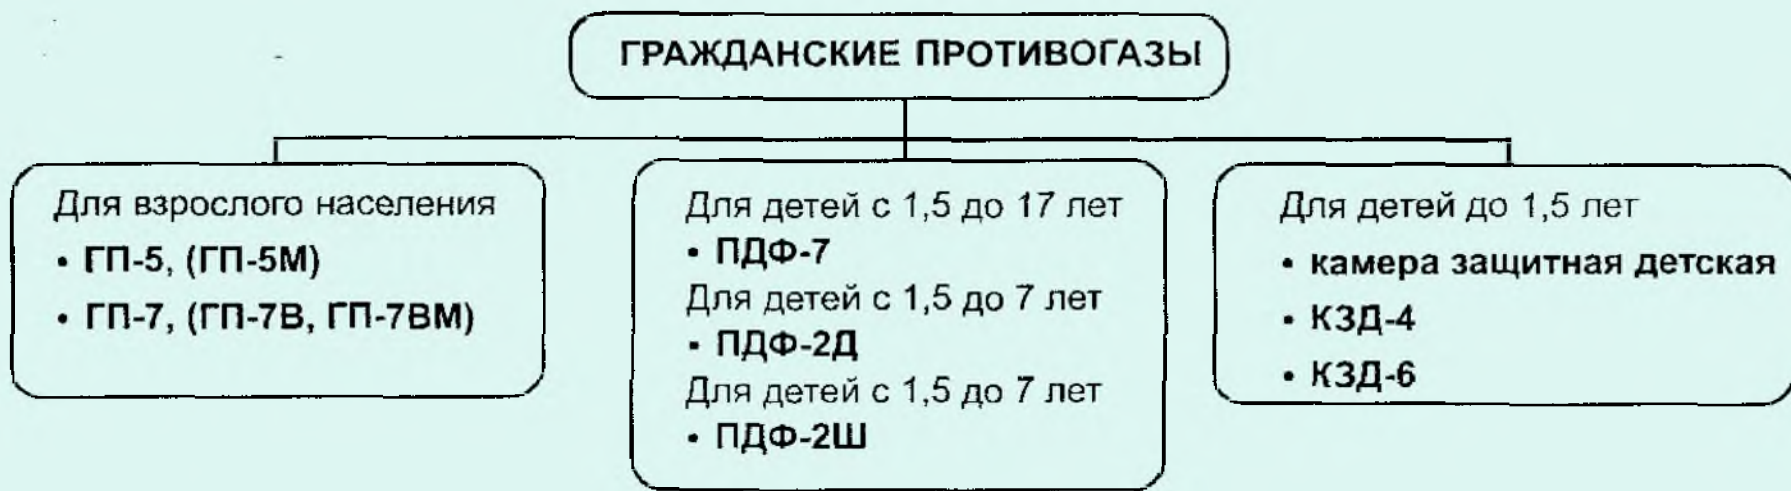 ГРАЖДАНСКИЕ ПРОТИВОГАЗЫ
Для взрослого населения
• ГП-5, (ГП-5М)
• ГП-7, (ГП-7В, ГП-7ВМ)
Для детей с 1,5 до 17 лет
• ПДФ-7
Для детей с 1,5 до 7 лет
• ПДФ-2Д
Для детей с 1,5 до 7 лет
• ПДФ-2Ш
Для детей до 1,5 лет
• камера защитная детская
• КЗД-4
• КЗД-6